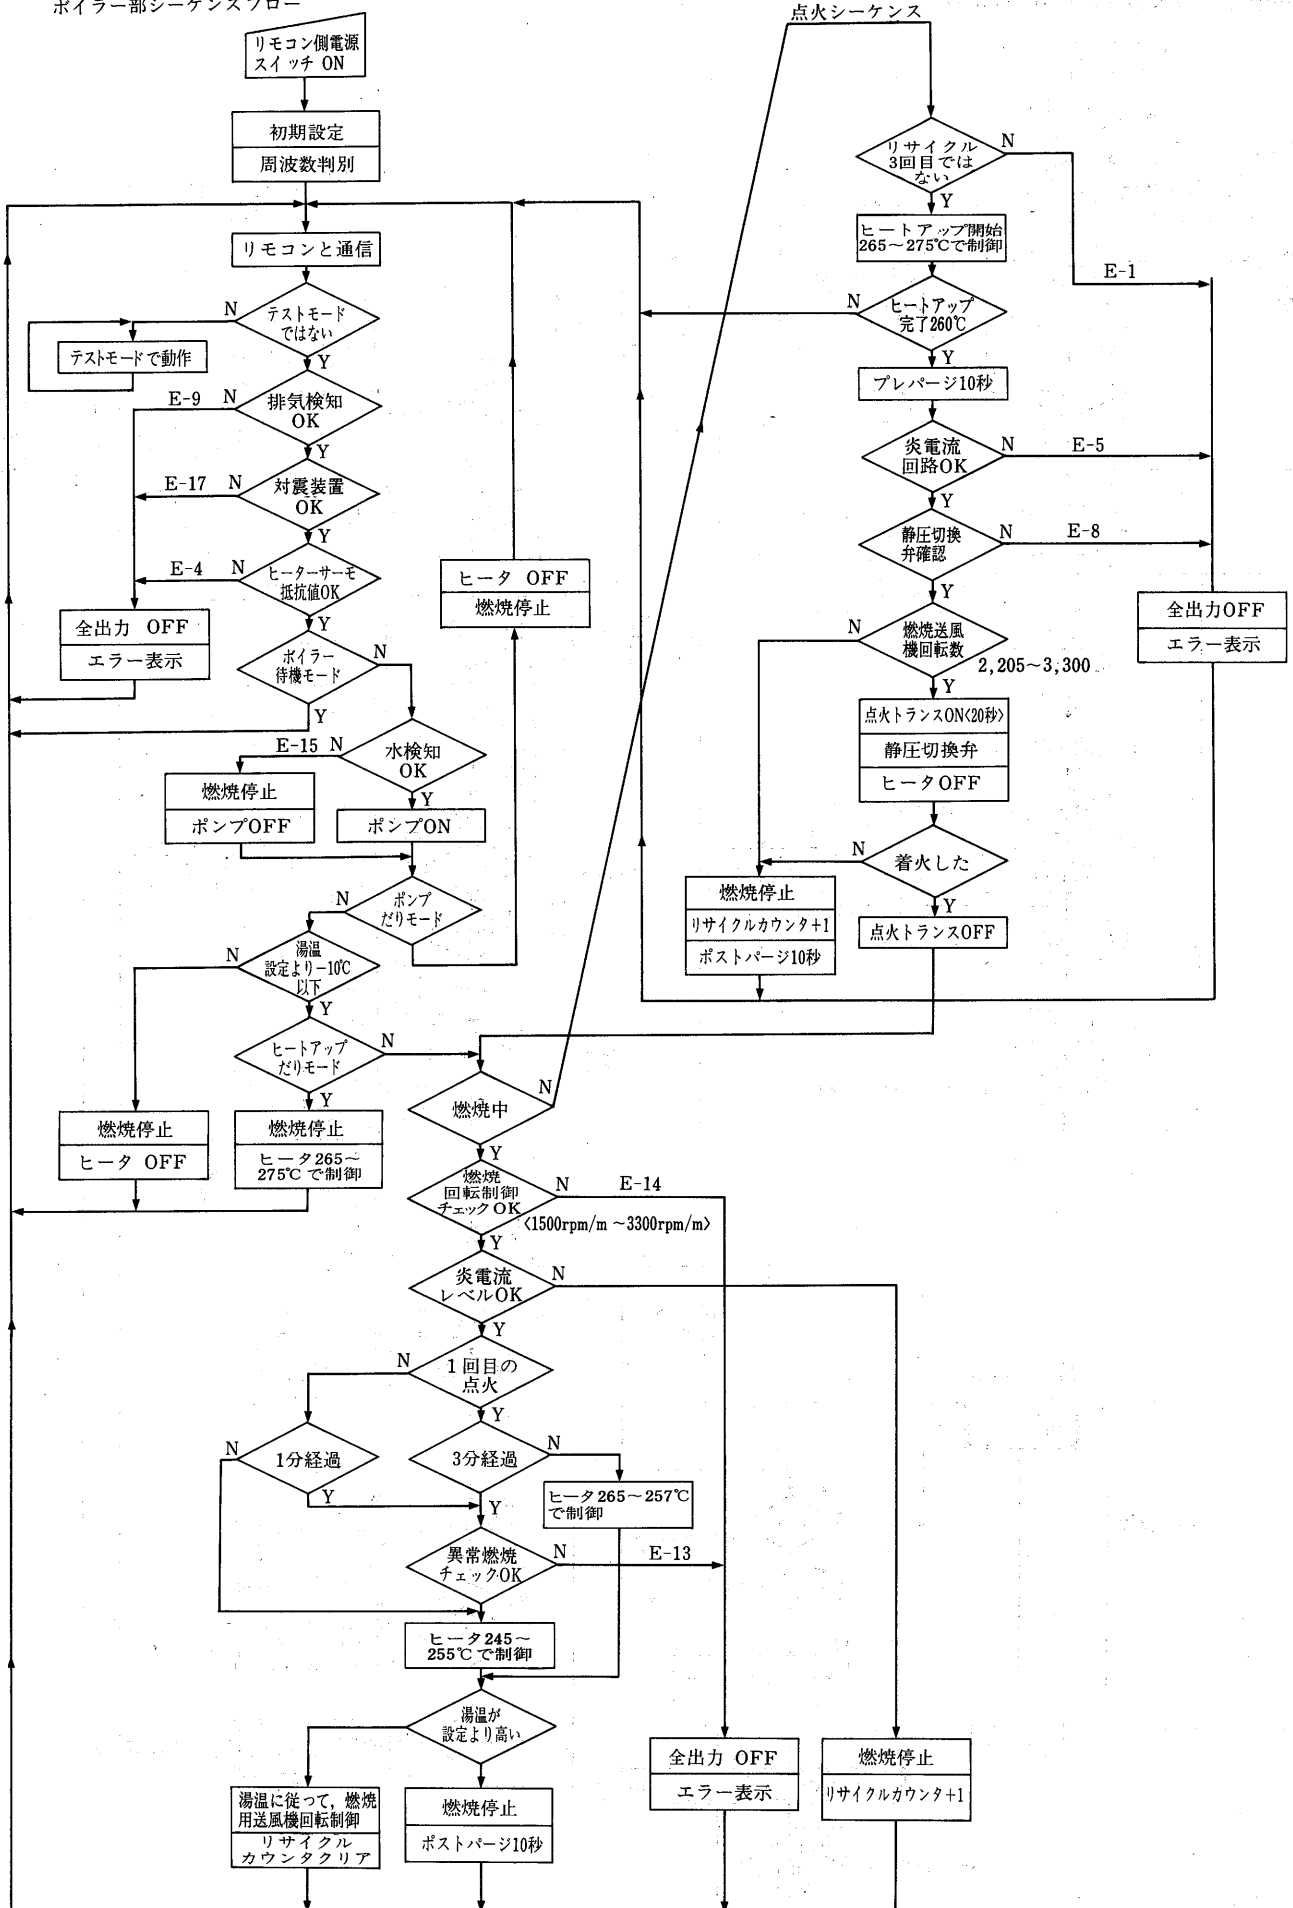 ボイラー部シーケンスフロー
リモコン側電源
スイッチ ON
初期設定
周波数判別
リモコンと通信
N
テストモード
ではない
Y
テストモードで動作
E-9
N
排気検知
OK
Y
E-17
N
対震装置
OK
Y
E-4
N
ヒーターサーモ
抵抗値OK
Y
全出力 OFF
エラー表示
ボイラー
待機モード
N
Y
ヒータ OFF
燃焼停止
E-15
N
水検知
OK
Y
燃焼停止
ポンプOFF
ポンプON
N
ポンプ
だりモード
N
湯温
設定より−10℃
以下
Y
ヒートアップ
だりモード
N
Y
燃焼停止
ヒータ OFF
燃焼停止
ヒータ265〜
275℃で制御
燃焼中
N
Y
燃焼
回転制御
チェックOK
N
E-14
〈1500rpm/m 〜3300rpm/m〉
Y
炎電流
レベルOK
N
Y
N
1回目の
点火
Y
N
1分経過
Y
3分経過
N
Y
ヒータ265〜257℃
で制御
異常燃焼
チェックOK
N
E-13
ヒータ245〜
255℃で制御
湯温が
設定より高い
湯温に従って，燃焼
用送風機回転制御
リサイクル
カウンタクリア
燃焼停止
ポストパージ10秒
全出力 OFF
エラー表示
燃焼停止
リサイクルカウンタ+1
点火シーケンス
リサイクル
3回目では
ない
N
Y
E-1
ヒートアップ開始
265〜275℃で制御
N
ヒートアップ
完了260℃
Y
プレパージ10秒
炎電流
回路OK
N
E-5
Y
静圧切換
弁確認
N
E-8
Y
N
燃焼送風
機回転数
2,205〜3,300
Y
全出力OFF
エラー表示
点火トランスON〈20秒〉
静圧切換弁
ヒータOFF
N
着火した
Y
燃焼停止
リサイクルカウンタ+1
ポストパージ10秒
点火トランスOFF